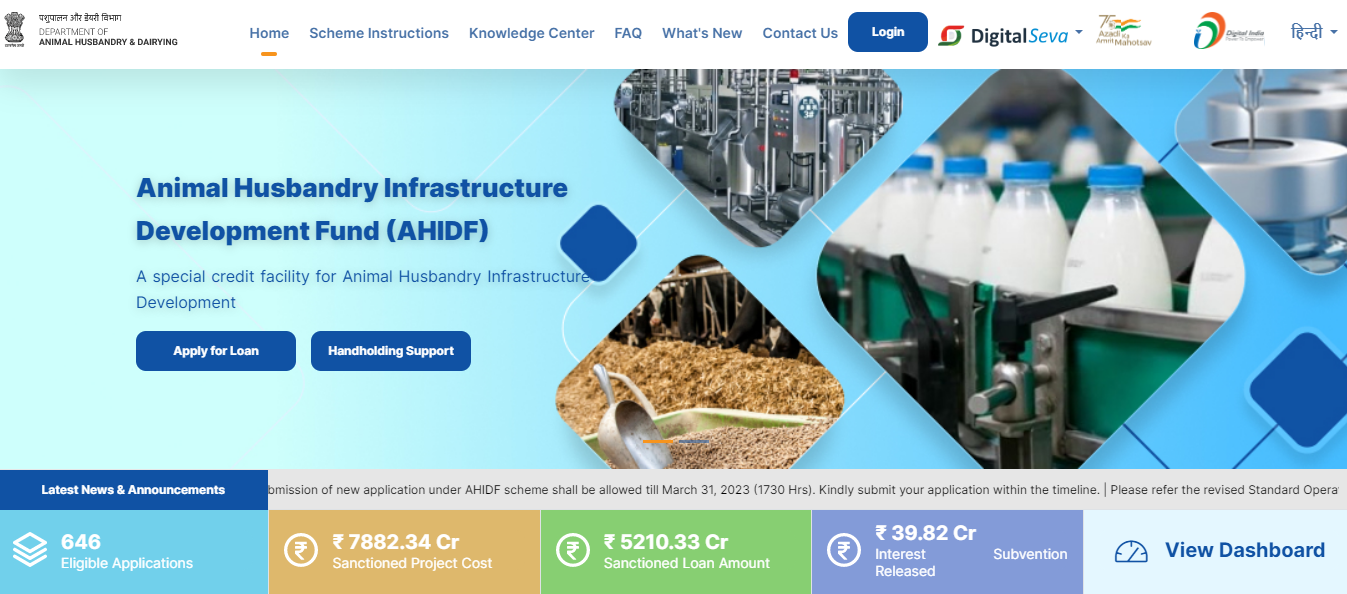 पशुपालन और डेयरी विभाग
DEPARTMENT OF
ANIMAL HUSBANDRY & DAIRYING
Home Scheme Instructions Knowledge Center FAQ What's New Contact Us Login DigitalSeva
75
Azadi Ka
Amrit Mahotsav
Digital India
Power To Empower
हिन्दी
Animal Husbandry Infrastructure
Development Fund (AHIDF)
A special credit facility for Animal Husbandry Infrastructure
Development
Apply for Loan Handholding Support
Latest News & Announcements
bmission of new application under AHIDF scheme shall be allowed till March 31, 2023 (1730 Hrs). Kindly submit your application within the timeline. | Please refer the revised Standard Opera
646
Eligible Applications
₹ 7882.34 Cr
Sanctioned Project Cost
₹ 5210.33 Cr
Sanctioned Loan Amount
₹ 39.82 Cr
Interest Subvention
Released
View Dashboard